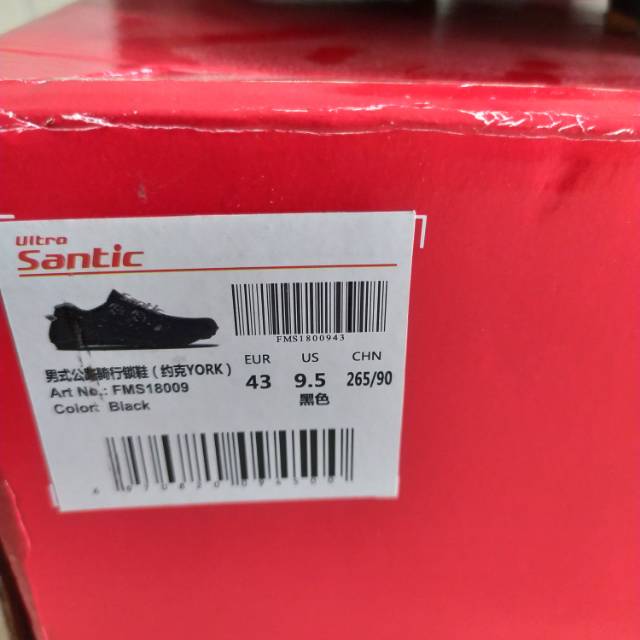 Ultra
Santic
FMS1800943
男式公路骑行锁鞋（约克YORK）
Art No.: FMS18009
Color: Black
EUR US CHN
43 9.5 265/90
黑色